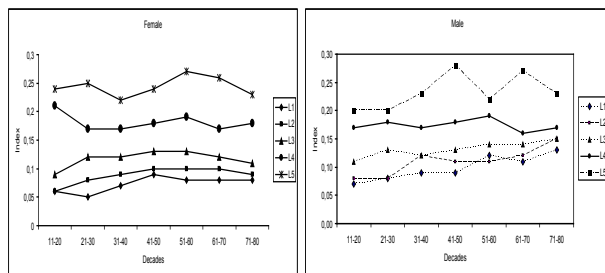 Female
0,3
0,25
0,2
0,15
0,1
0,05
0
Index
11-20 21-30 31-40 41-50 51-60 61-70 71-80
Decades
L1
L2
L3
L4
L5
Male
0,30
0,25
0,20
0,15
0,10
0,05
0,00
Index
11-20 21-30 31-40 41-50 51-60 61-70 71-80
Decades
L1
L2
L3
L4
L5